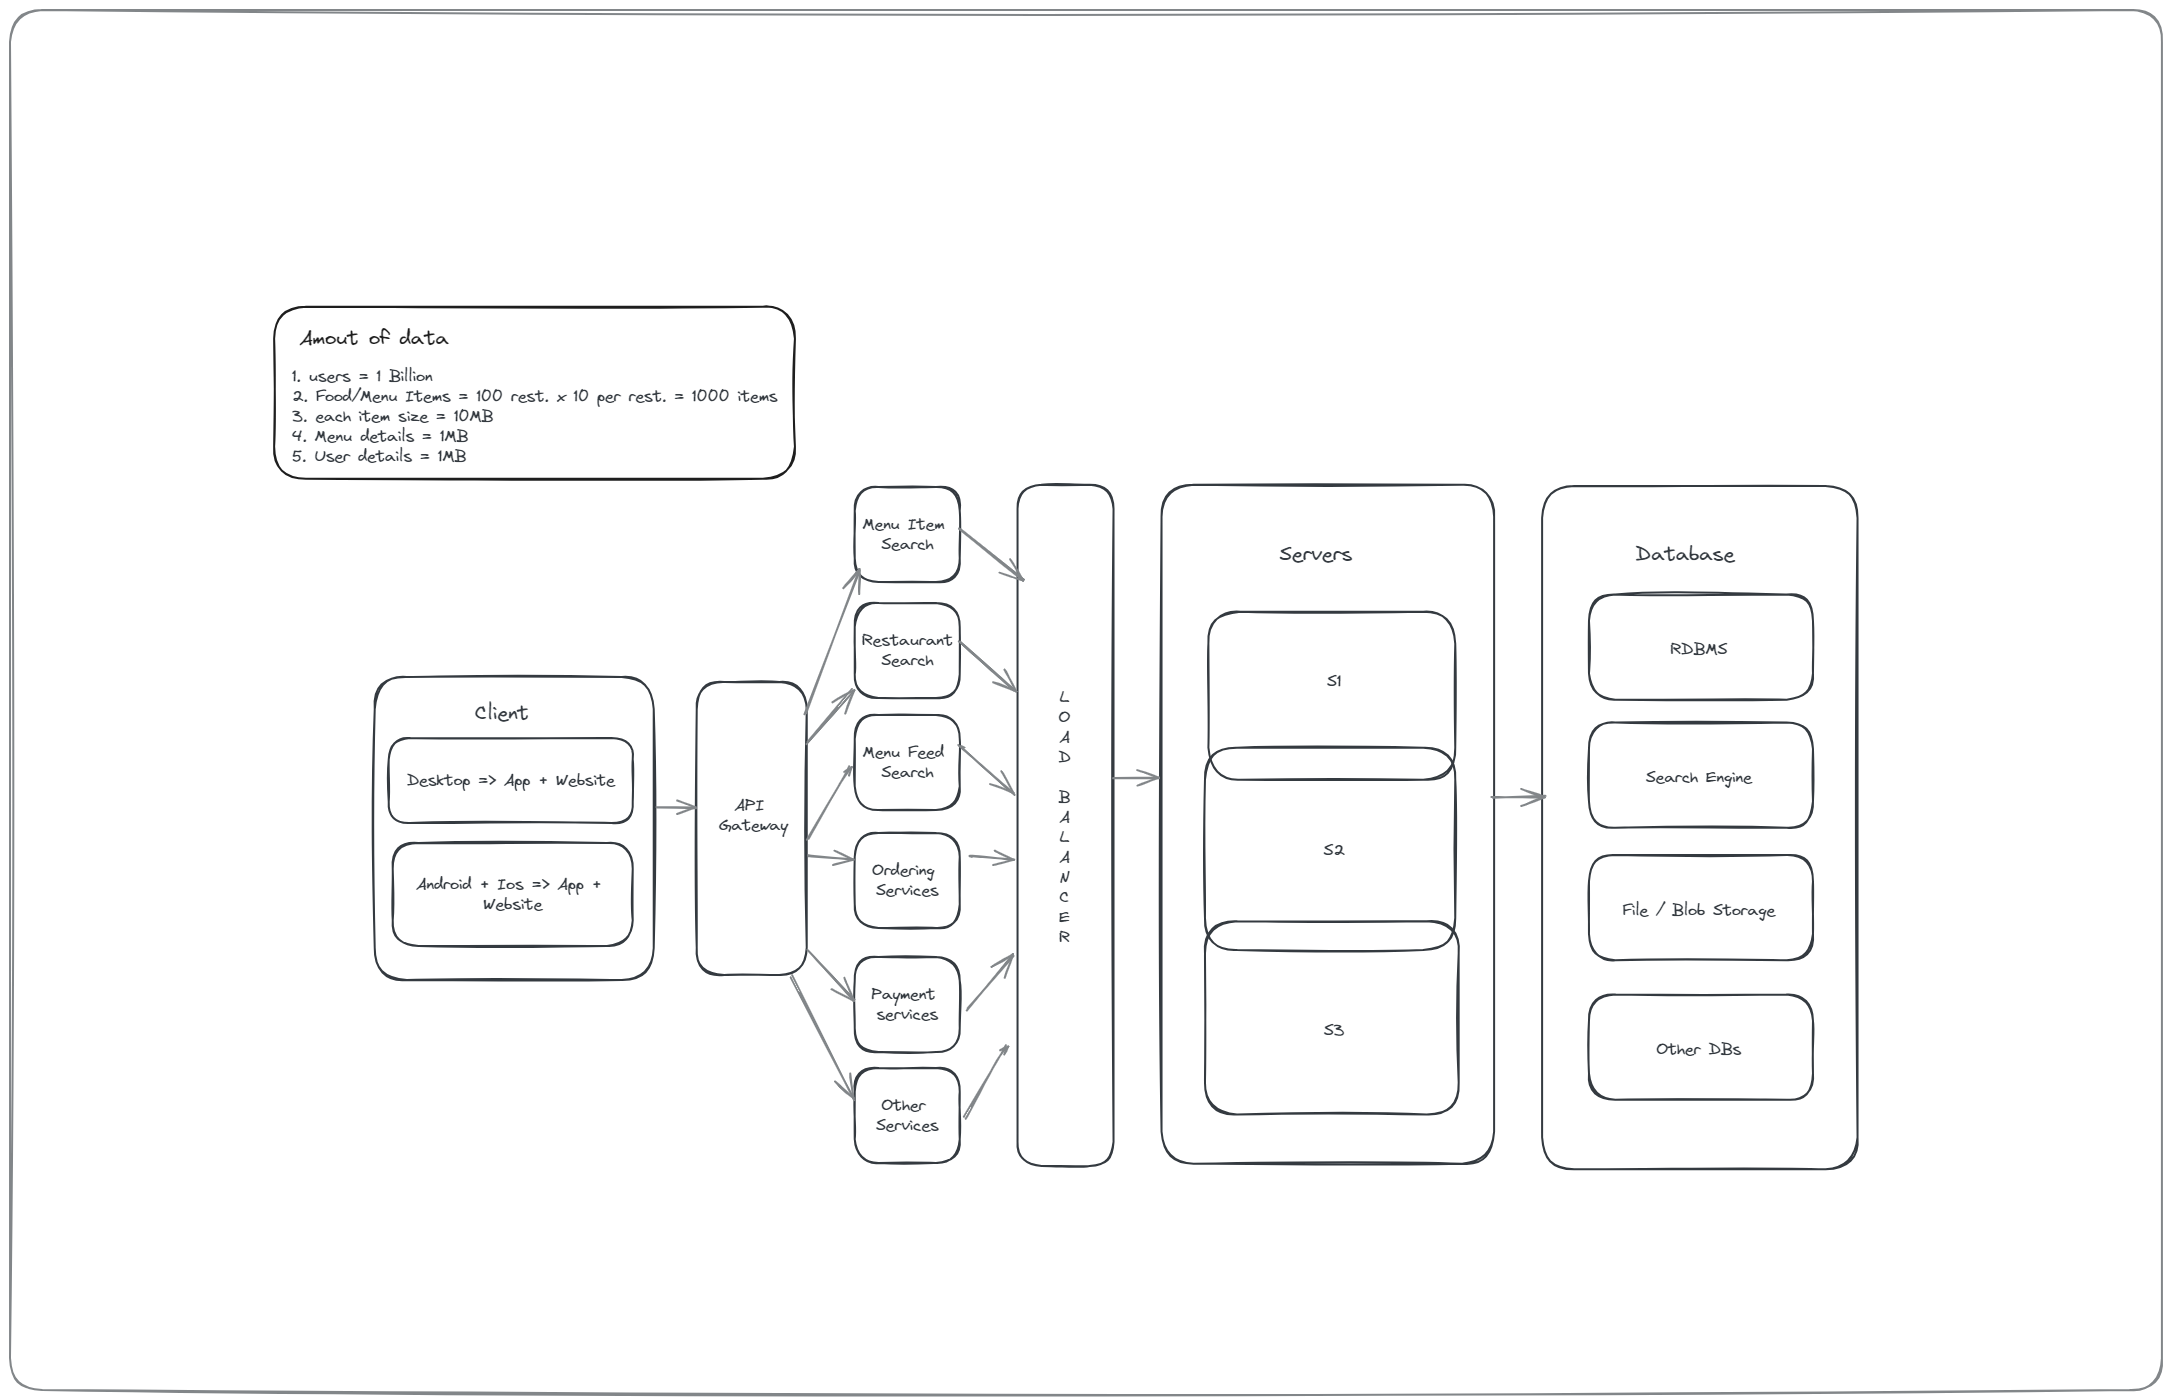 Amout of data
1. users = 1 Billion
2. Food/Menu Items = 100 rest. x 10 per rest. = 1000 items
3. each item size = 10MB
4. Menu details = 1MB
5. User details = 1MB
Client
Desktop => App + Website
Android + Ios => App +
Website
API
Gateway
Menu Item
Search
Restaurant
Search
Menu Feed
Search
Ordering
Services
Payment
services
Other
Services
L
O
A
D
B
A
L
A
N
C
E
R
Servers
S1
S2
S3
Database
RDBMS
Search Engine
File / Blob Storage
Other DBs